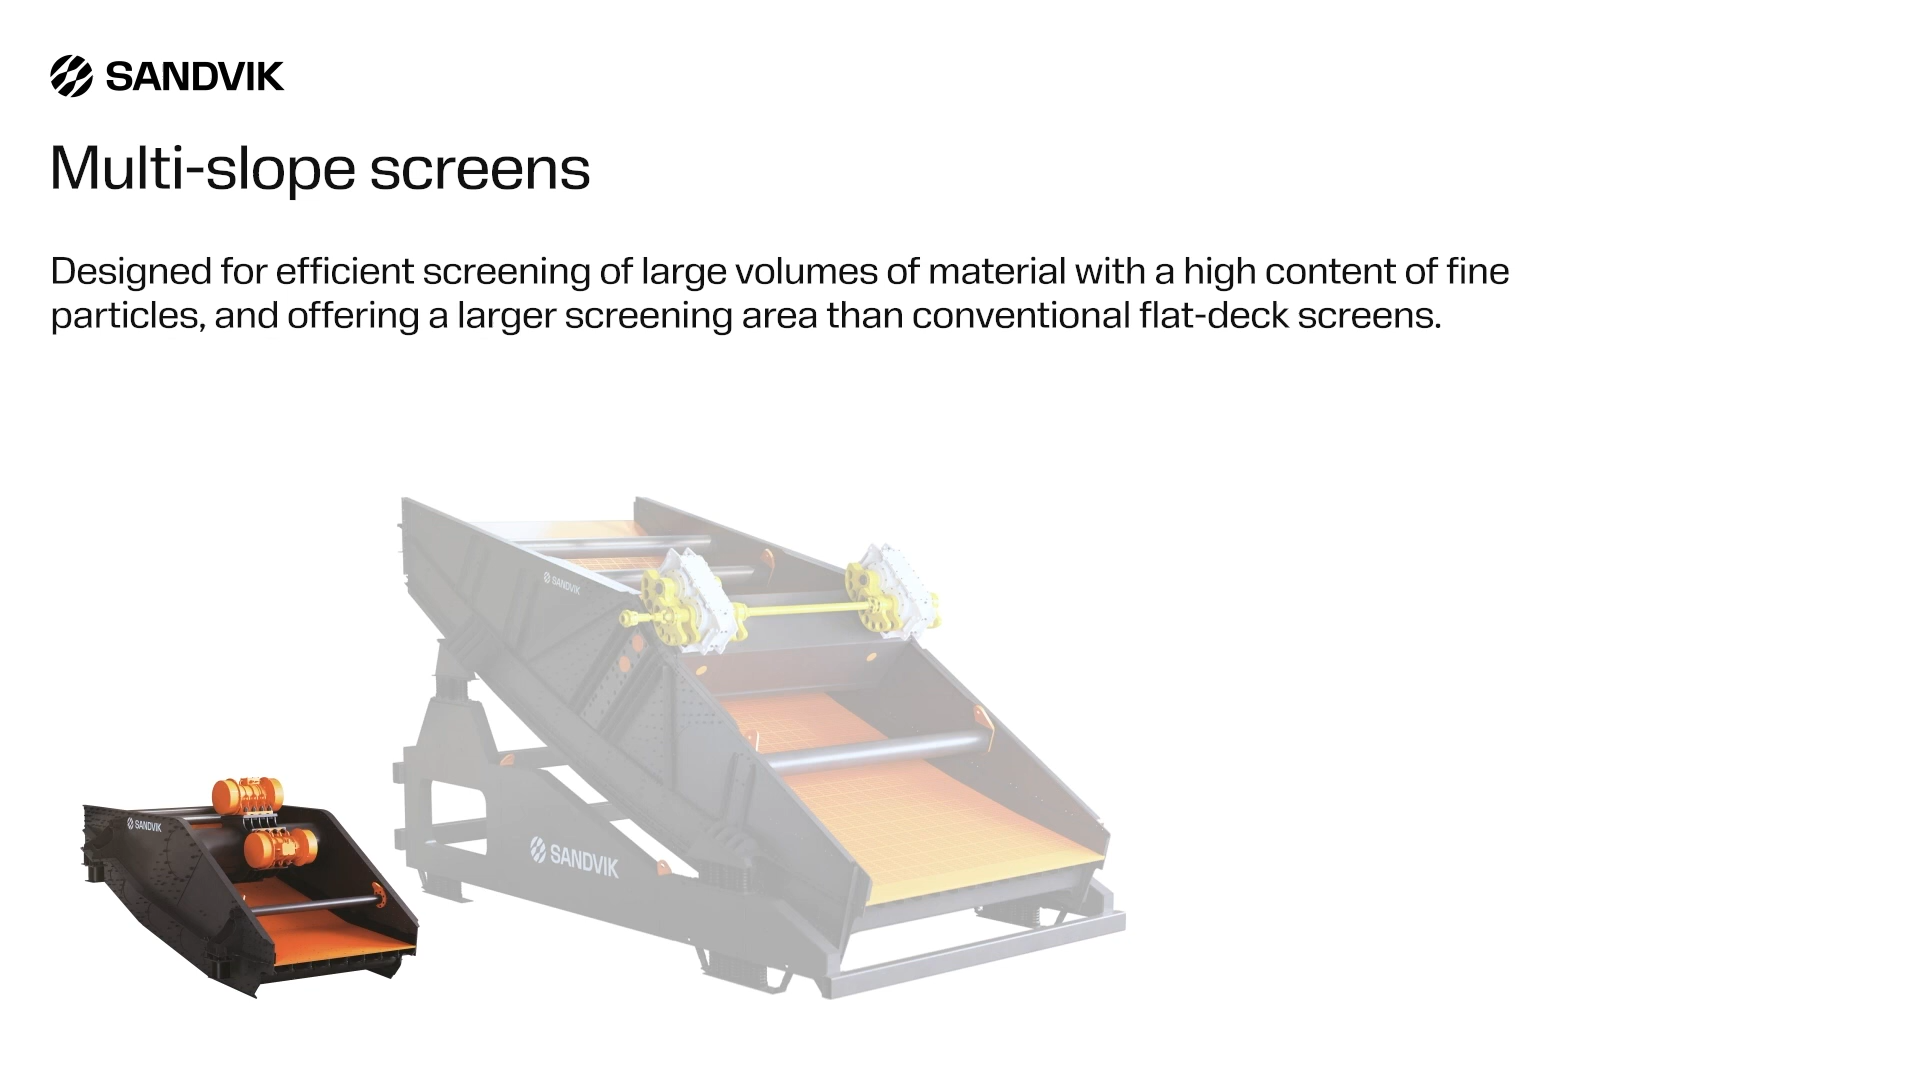 SANDVIK
Multi-slope screens
Designed for efficient screening of large volumes of material with a high content of fine
particles, and offering a larger screening area than conventional flat-deck screens.
SANDVIK
SANDVIK
SANDVIK